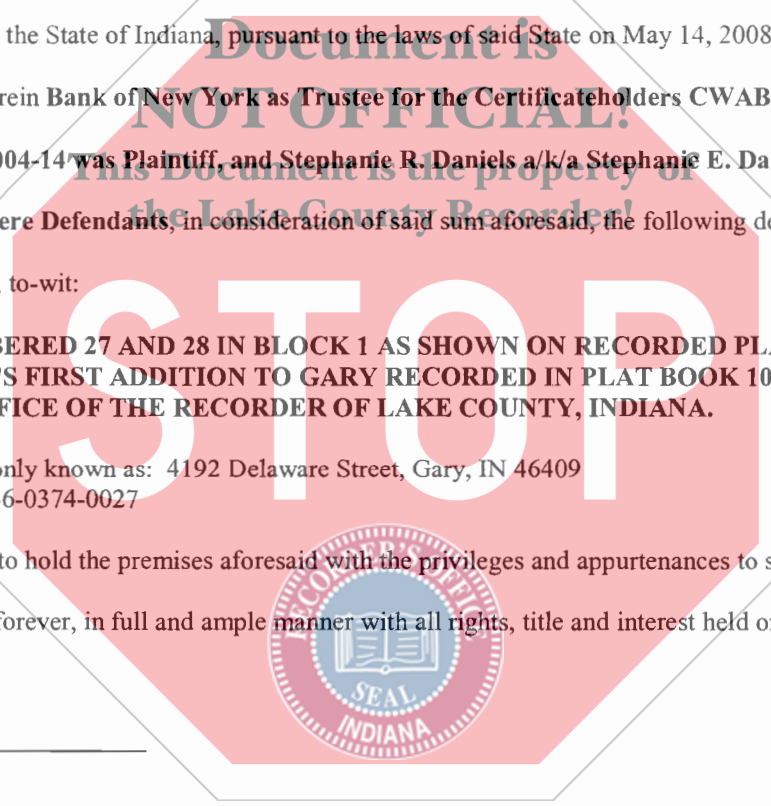 the State of Indiana, pursuant to the laws of said State on May 14, 2008
Document is
rein Bank of New York as Trustee for the Certificateholders CWAB
NOT OFFICIAL!
004-14 was Plaintiff, and Stephanie R. Daniels a/k/a Stephanie E. Da
This Document is the property of
ere Defendants, in consideration of said sum aforesaid, the following de
the Lake County Recorder!
to-wit:
STOP
BERED 27 AND 28 IN BLOCK 1 AS SHOWN ON RECORDED PLA
'S FIRST ADDITION TO GARY RECORDED IN PLAT BOOK 10
FICE OF THE RECORDER OF LAKE COUNTY, INDIANA.
only known as: 4192 Delaware Street, Gary, IN 46409
6-0374-0027
to hold the premises aforesaid with the privileges and appurtenances to s
forever, in full and ample manner with all rights, title and interest held o
RECORDER'S OFFICE
SEAL
INDIANA